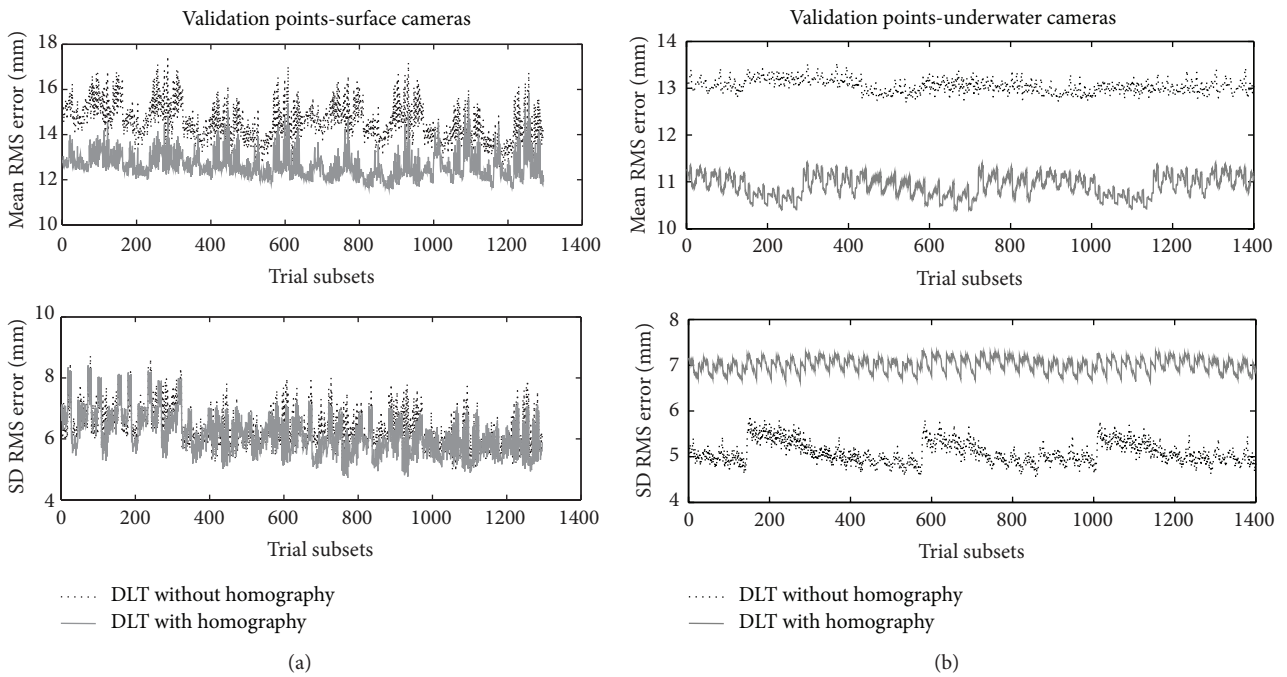 Validation points-surface cameras
18
16
14
12
10
Mean RMS error (mm)
0 200 400 600 800 1000 1200 1400
Trial subsets
10
8
6
4
SD RMS error (mm)
0 200 400 600 800 1000 1200 1400
Trial subsets
DLT without homography
DLT with homography
(a)
Validation points-underwater cameras
14
13
12
11
10
Mean RMS error (mm)
0 200 400 600 800 1000 1200 1400
Trial subsets
8
7
6
5
4
SD RMS error (mm)
0 200 400 600 800 1000 1200 1400
Trial subsets
DLT without homography
DLT with homography
(b)